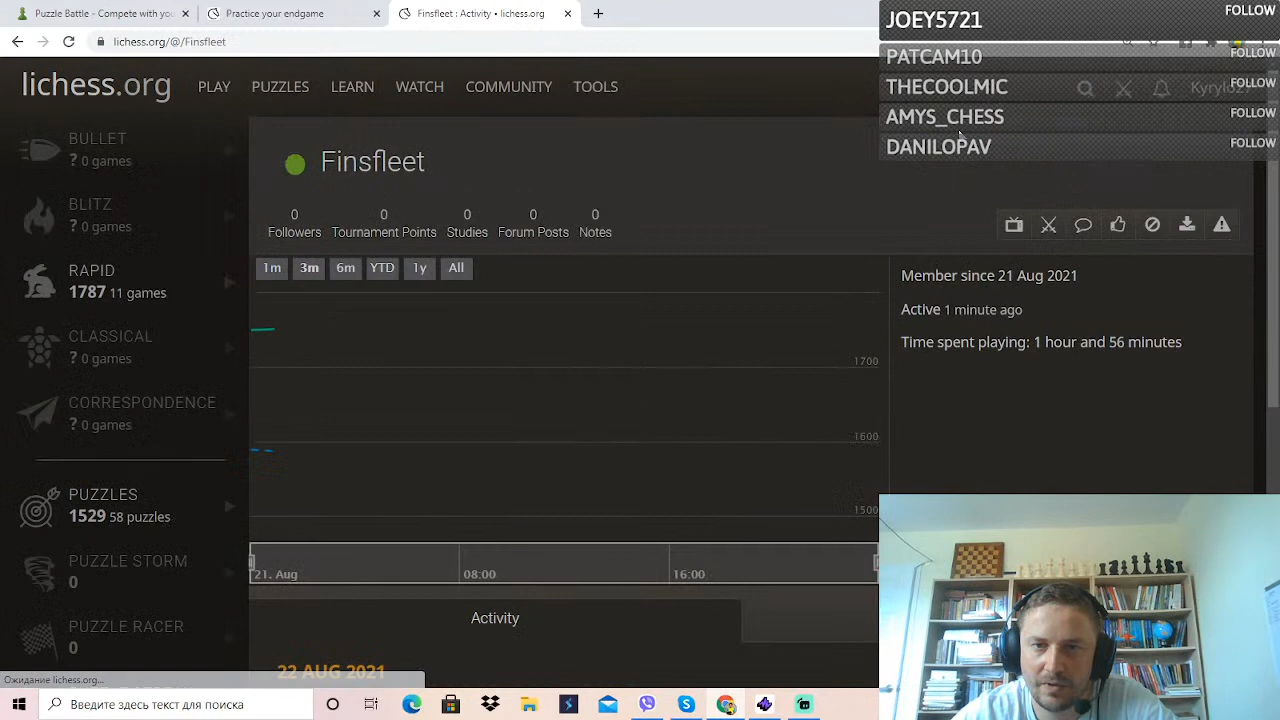 Puzzle Battle - Compete with you
Practice your endgame
Finsfleet : Activity • lichess.org
lichess.org/@/Finsfleet
JOEY5721 FOLLOW
PATCAM10 FOLLOW
THECOOLMIC FOLLOW
AMYS_CHESS FOLLOW
DANILOPAV FOLLOW
lichess.org PLAY PUZZLES LEARN WATCH COMMUNITY TOOLS
BULLET
? 0 games
BLITZ
? 0 games
RAPID
1787 11 games
CLASSICAL
? 0 games
CORRESPONDENCE
? 0 games
PUZZLES
1529 58 puzzles
PUZZLE STORM
0
PUZZLE RACER
0
Finsfleet
0 0 0 0 0
Followers Tournament Points Studies Forum Posts Notes
1m 3m 6m YTD 1y All
1700
1600
1500
21. Aug 08:00 16:00
Activity
22 AUG 2021
Member since 21 Aug 2021
Active 1 minute ago
Time spent playing: 1 hour and 56 minutes
Ожидание lichess.org...
Введите здесь текст для поиска